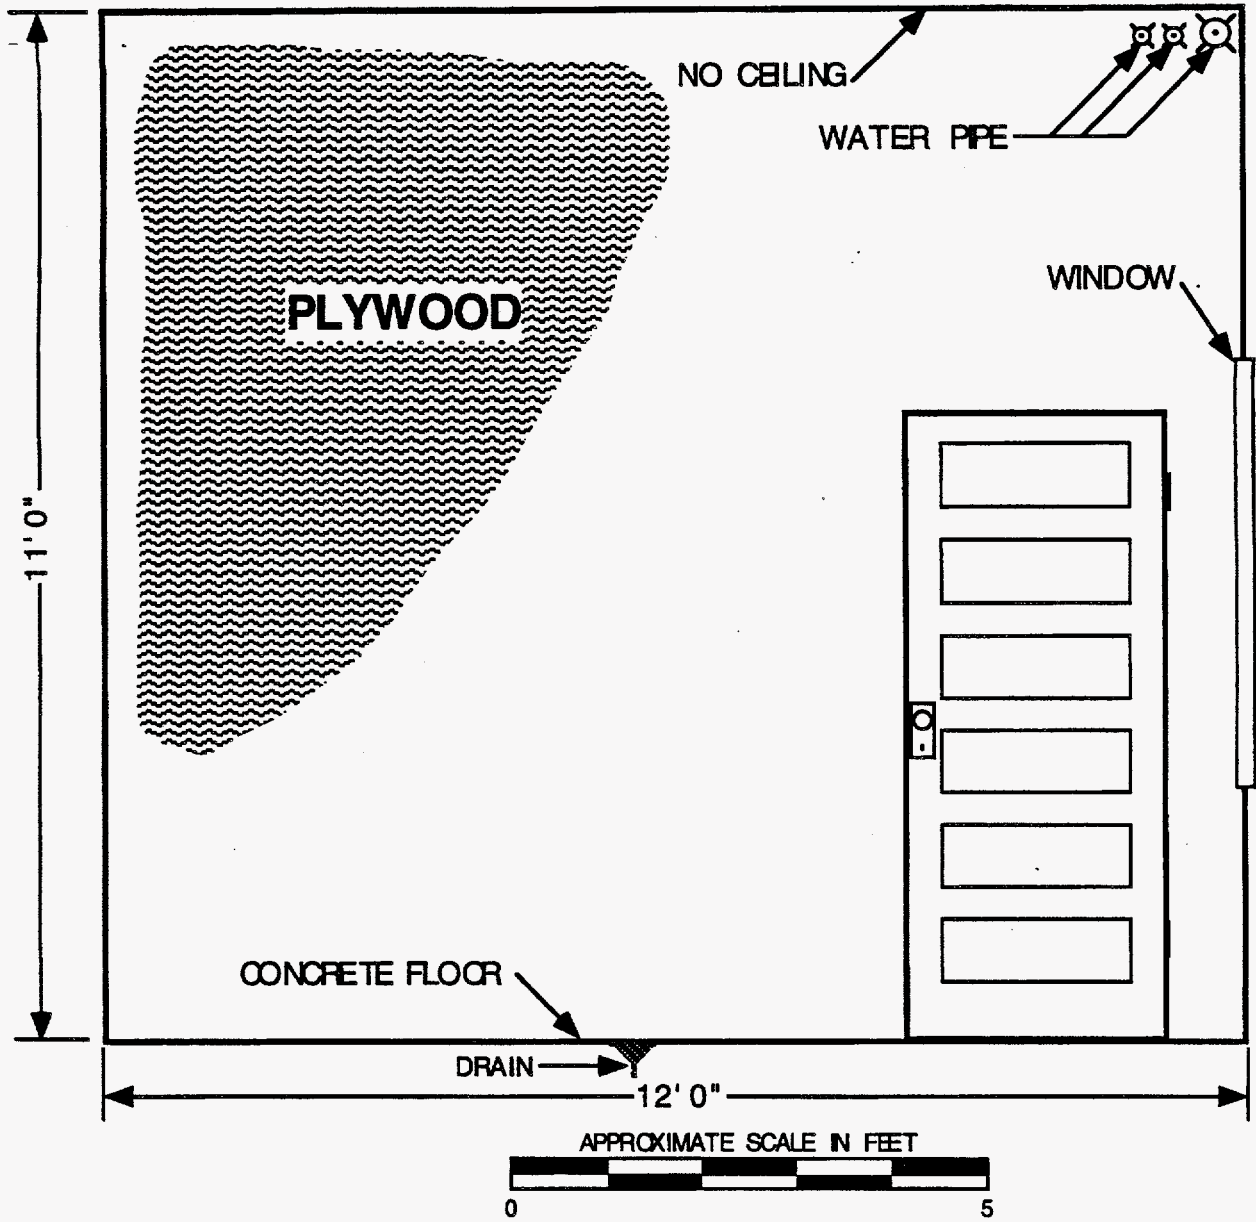 NO CEILING
WATER PIPE
WINDOW
PLYWOOD
11' 0"
CONCRETE FLOOR
DRAIN
12' 0"
APPROXIMATE SCALE IN FEET
0 5